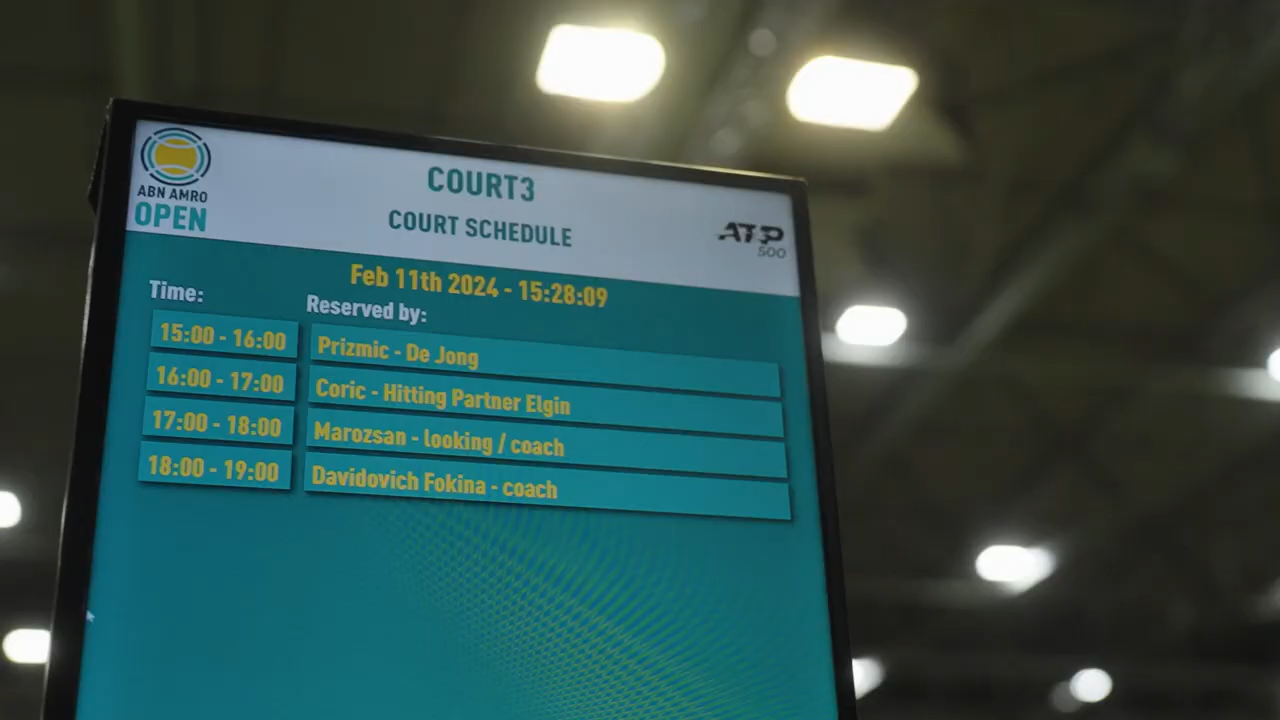 ABN AMRO
OPEN
COURT3
COURT SCHEDULE
ATP
500
Feb 11th 2024 - 15:28:09
Time:
Reserved by:
15:00 - 16:00 Prizmic - De Jong
16:00 - 17:00 Coric - Hitting Partner Elgin
17:00 - 18:00 Marozsan - looking / coach
18:00 - 19:00 Davidovich Fokina - coach